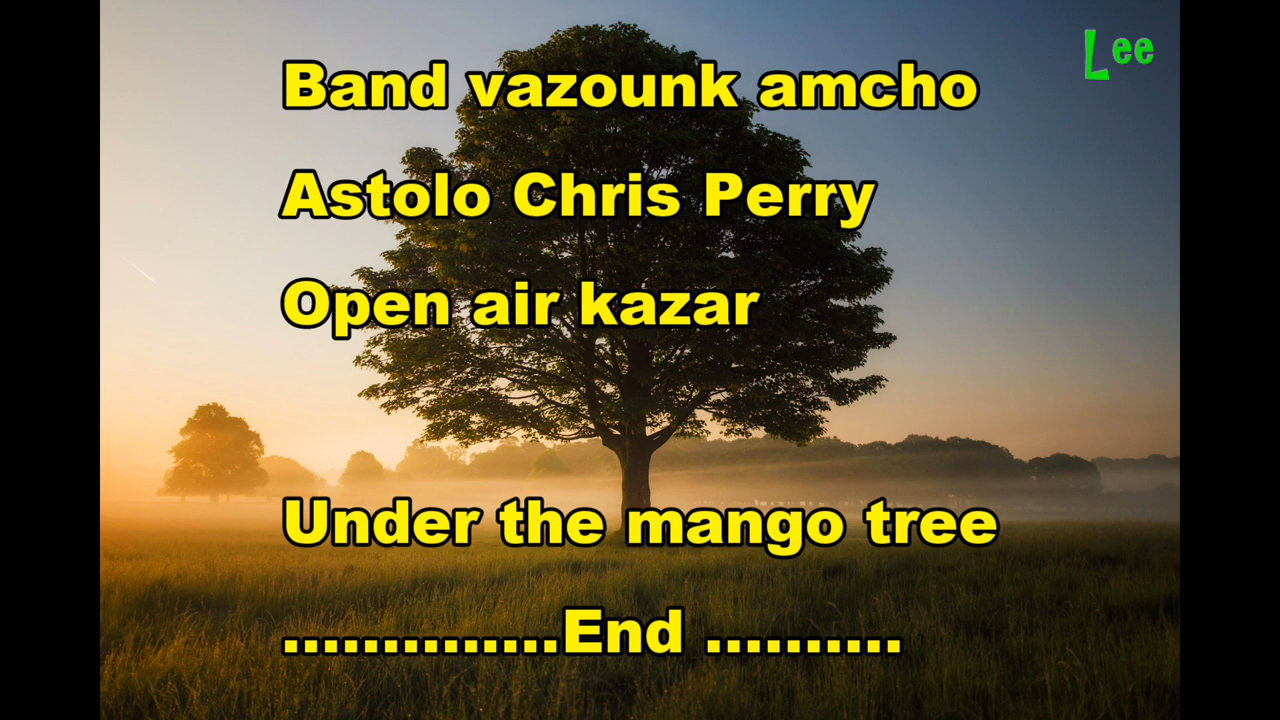 Lee
Band vazounk amcho
Astolo Chris Perry
Open air kazar
Under the mango tree
..............End ..........